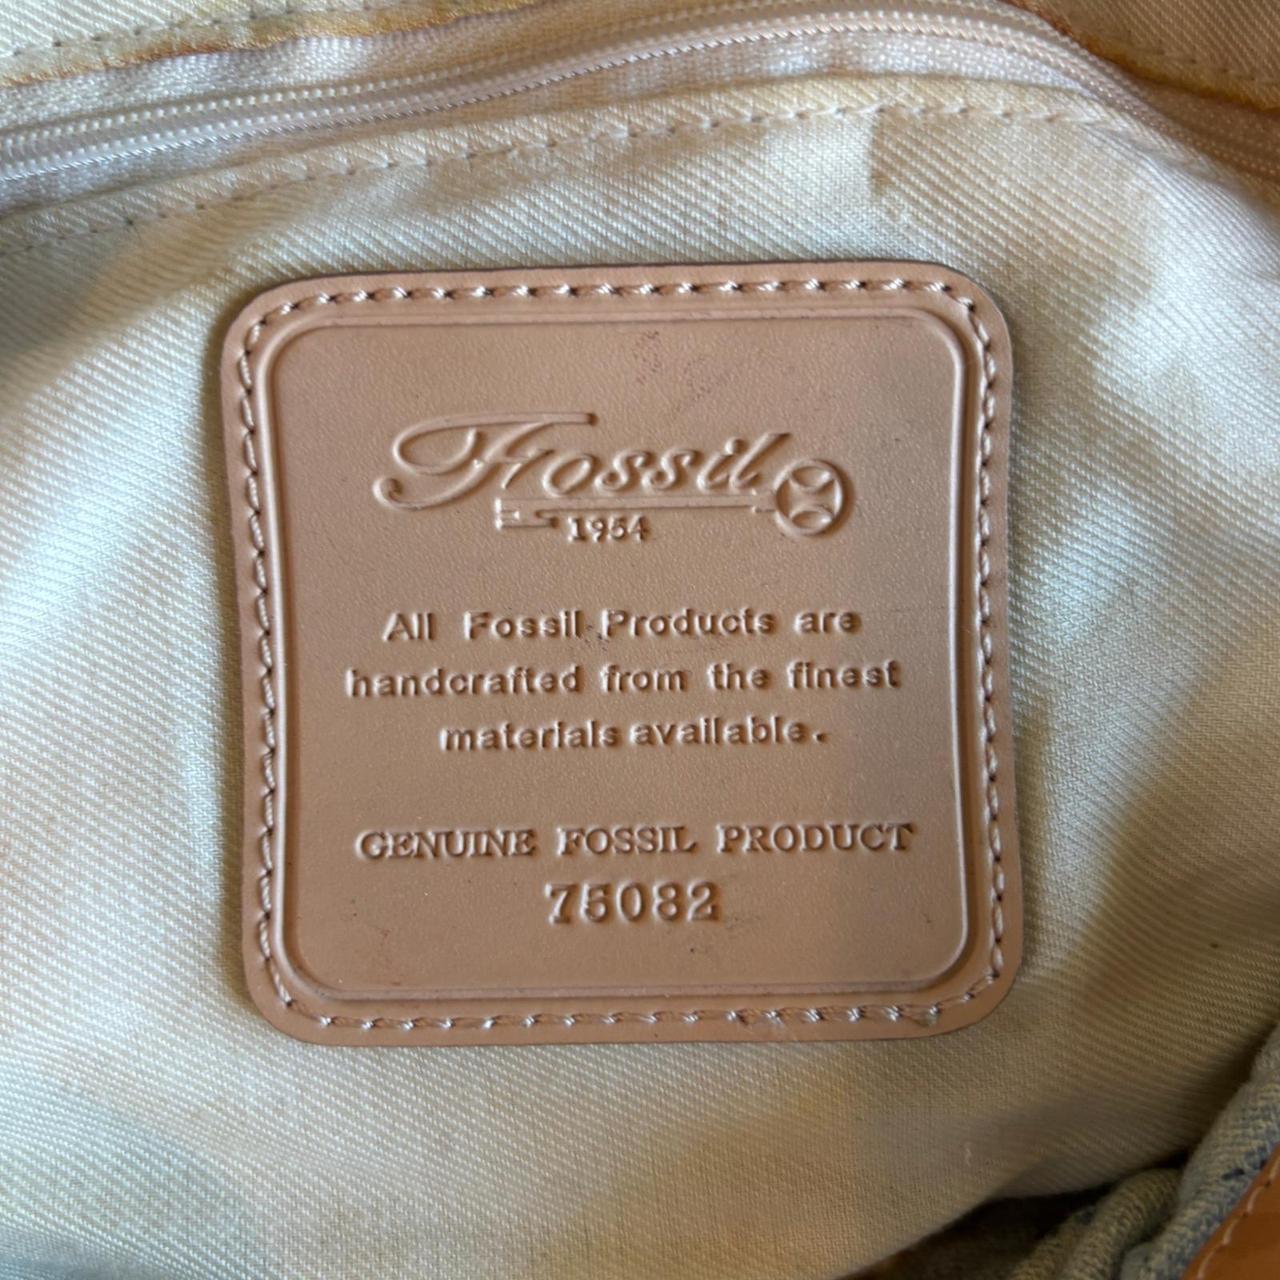 Fossil
1954
All Fossil Products are
handcrafted from the finest
materials available.
GENUINE FOSSIL PRODUCT
75082